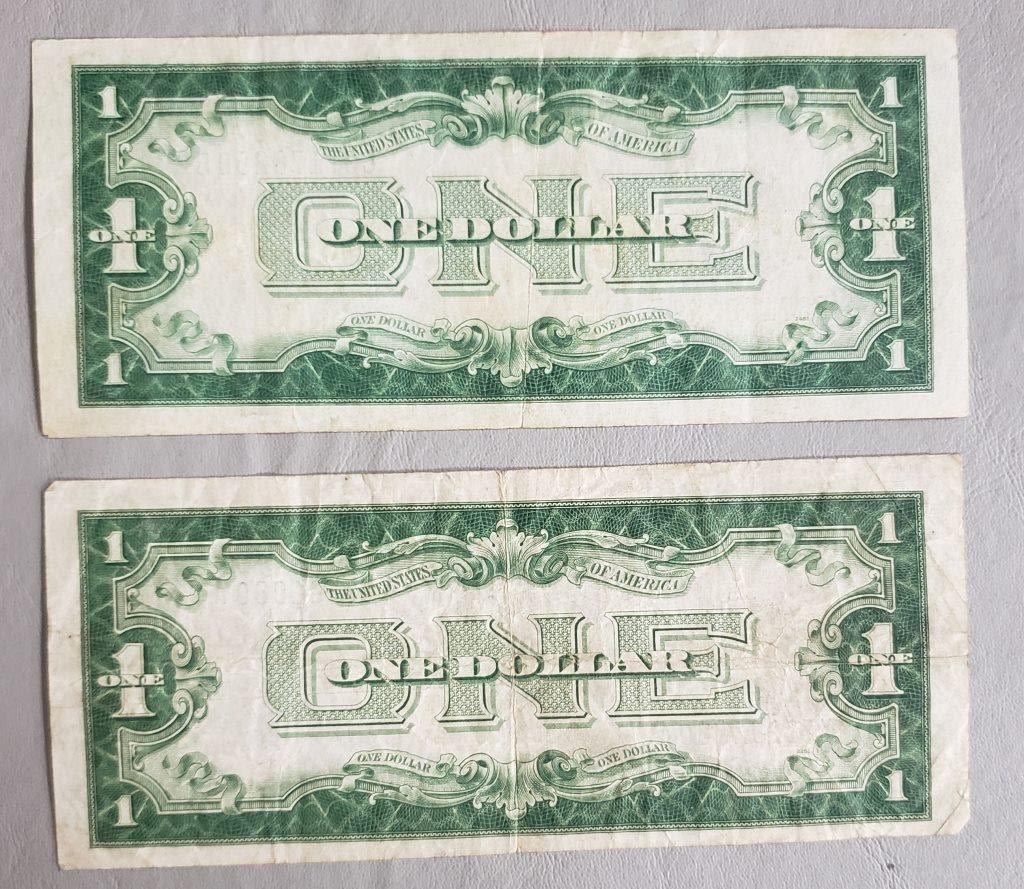 1 1
THE UNITED STATES OF AMERICA
ONE
ONE DOLLAR
1 ONE 1 ONE
ONE DOLLAR ONE DOLLAR
1 1
1 1
THE UNITED STATES OF AMERICA
ONE
ONE DOLLAR
1 ONE 1 ONE
ONE DOLLAR ONE DOLLAR
1 1